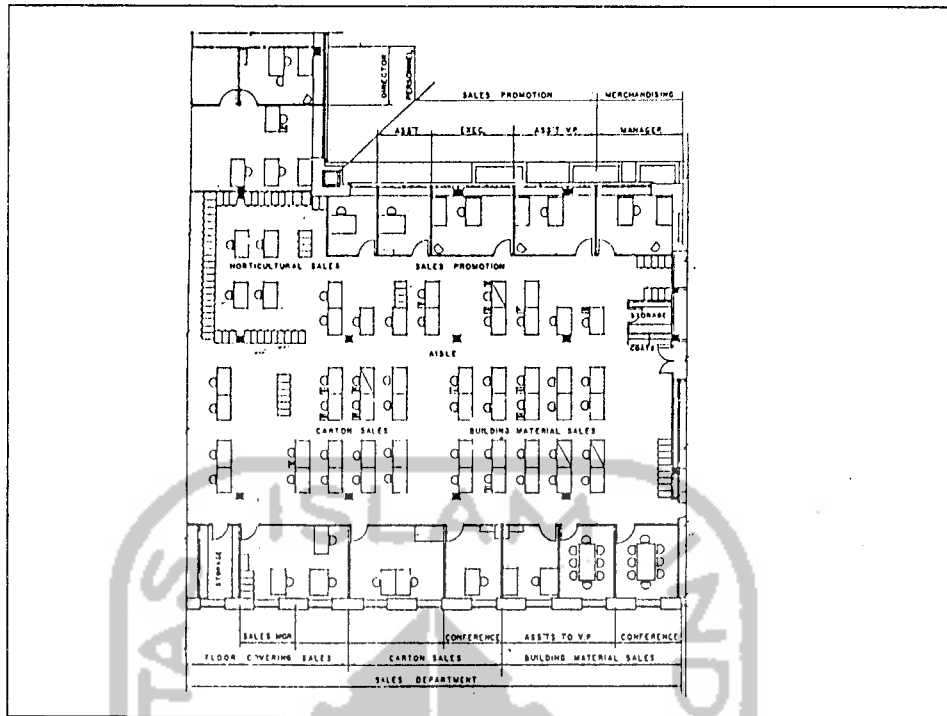 DIRECTOR
PERSONNEL
SALES PROMOTION MERCHANDISING
ASS'T EXEC. ASS'T V.P. MANAGER
HORTICULTURAL SALES SALES PROMOTION
STORAGE
COATS
AISLE
CARTON SALES BUILDING MATERIAL SALES
ISLAM
STORAGE
SALES MGR CONFERENCE ASS'TS TO V.P. CONFERENCE
FLOOR COVERING SALES CARTON SALES BUILDING MATERIAL SALES
SALES DEPARTMENT